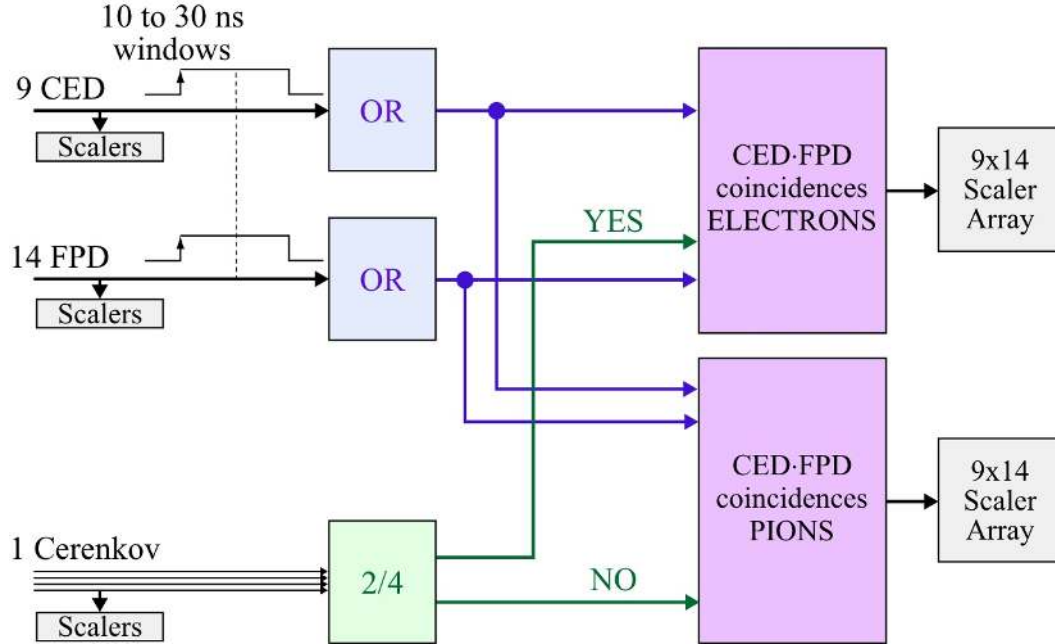 10 to 30 ns
windows
9 CED
Scalers
OR
CED·FPD
coincidences
ELECTRONS
9x14
Scaler
Array
YES
14 FPD
Scalers
OR
CED·FPD
coincidences
PIONS
9x14
Scaler
Array
1 Cerenkov
Scalers
2/4
NO